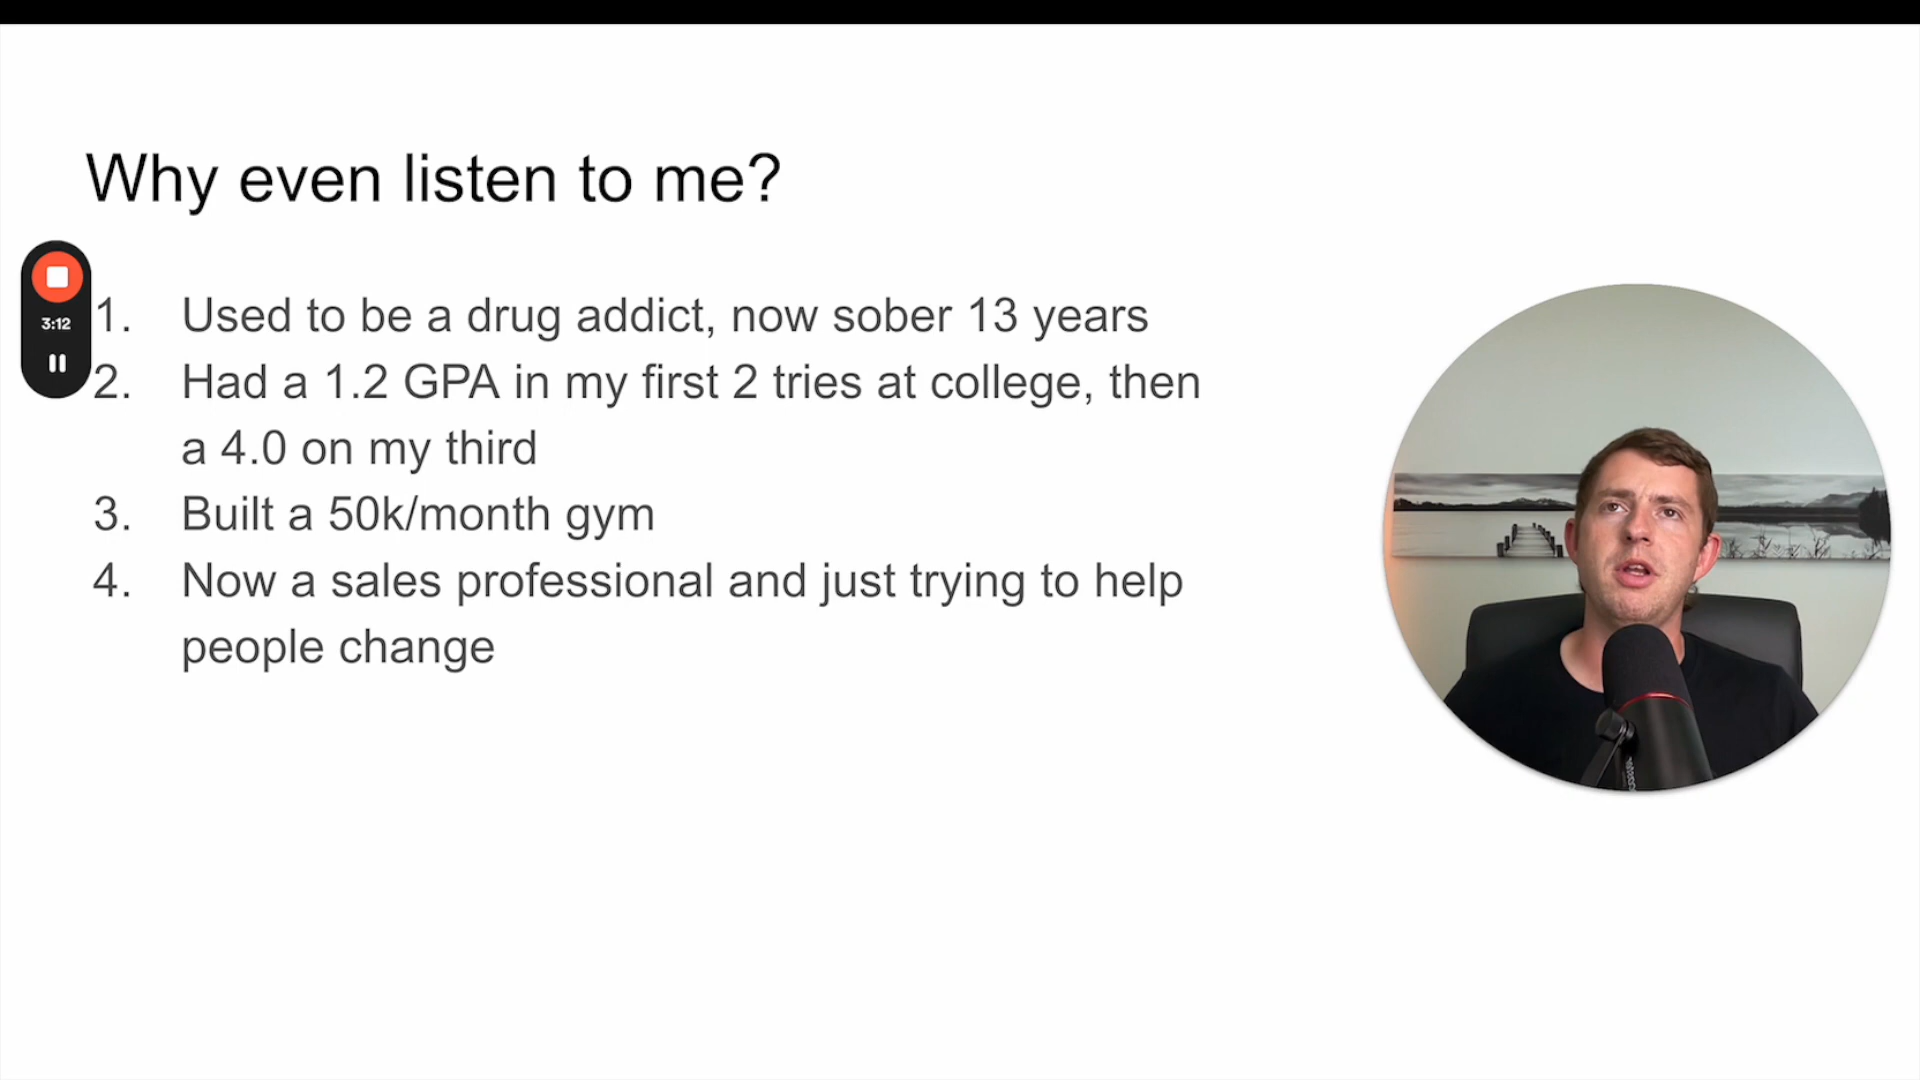 Why even listen to me?
3:12
1. Used to be a drug addict, now sober 13 years
2. Had a 1.2 GPA in my first 2 tries at college, then
a 4.0 on my third
3. Built a 50k/month gym
4. Now a sales professional and just trying to help
people change